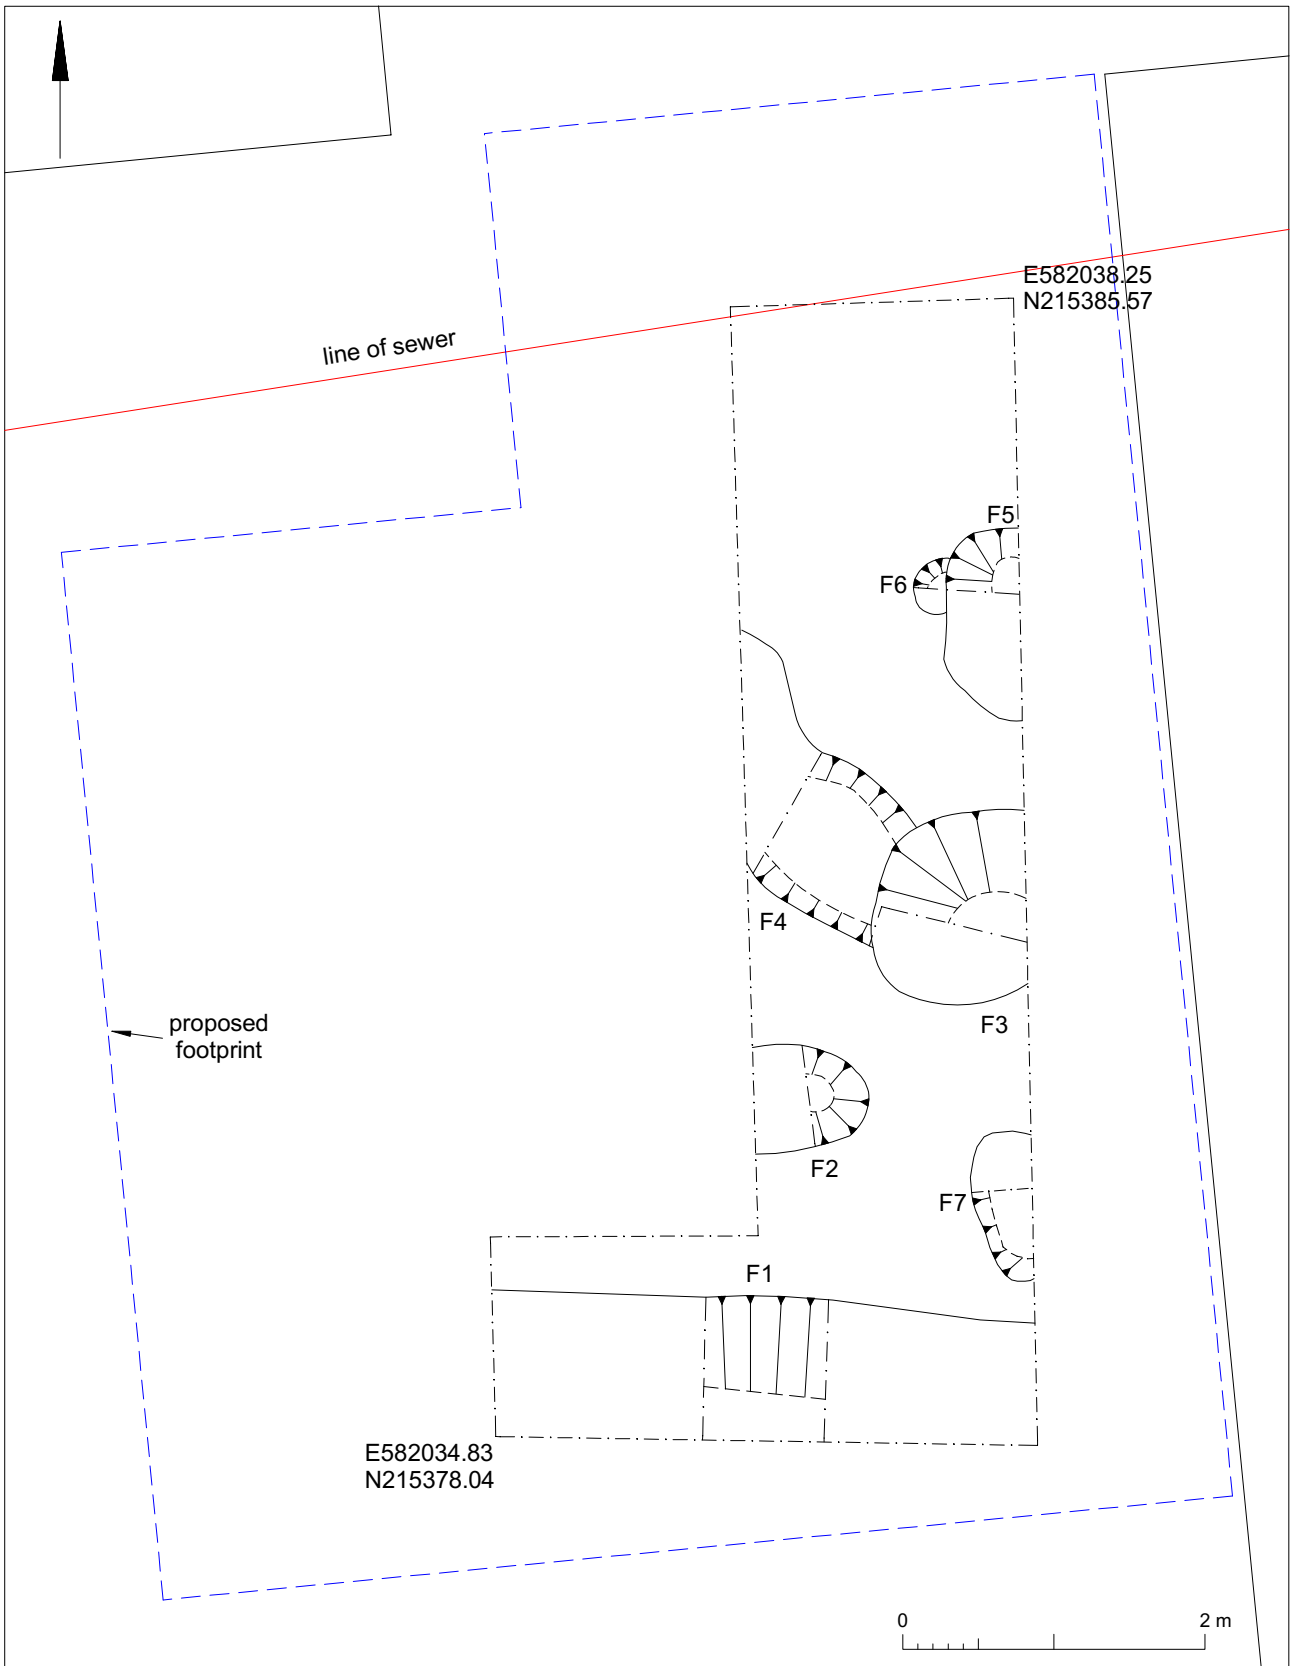 E582038.25
N215385.57
line of sewer
F5
F6
F4
F3
proposed
footprint
F2
F7
F1
E582034.83
N215378.04
0 2 m